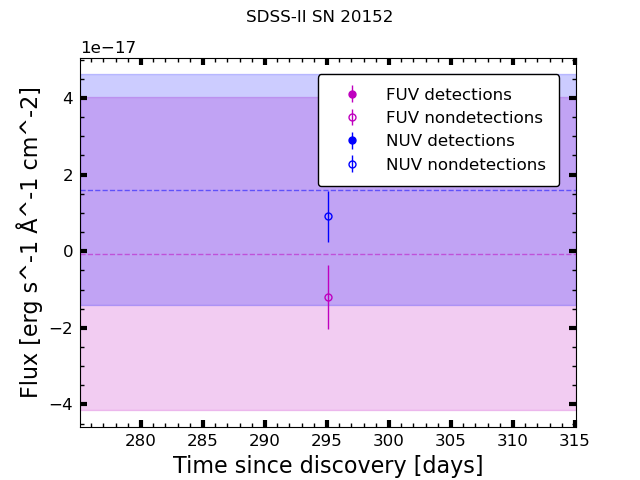 SDSS-II SN 20152
1e−17
FUV detections
FUV nondetections
NUV detections
NUV nondetections
4
2
0
−2
−4
Flux [erg s^-1 Å^-1 cm^-2]
280 285 290 295 300 305 310 315
Time since discovery [days]